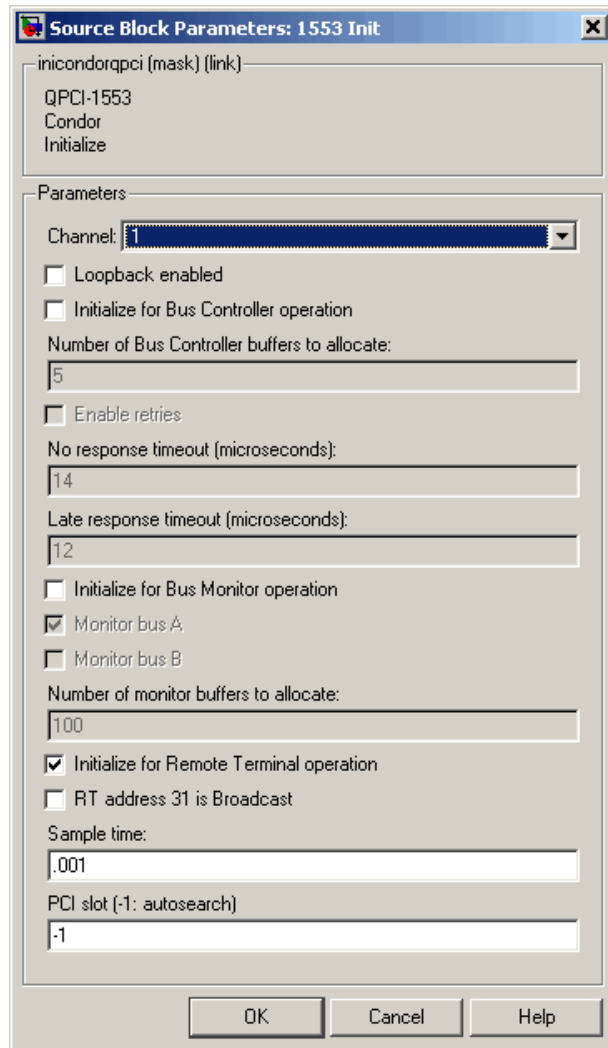 Source Block Parameters: 1553 Init
inicondorqpci (mask) (link)
QPCI-1553
Condor
Initialize
Parameters
Channel: 1
Loopback enabled
Initialize for Bus Controller operation
Number of Bus Controller buffers to allocate:
5
Enable retries
No response timeout (microseconds):
14
Late response timeout (microseconds):
12
Initialize for Bus Monitor operation
Monitor bus A
Monitor bus B
Number of monitor buffers to allocate:
100
Initialize for Remote Terminal operation
RT address 31 is Broadcast
Sample time:
.001
PCI slot (-1: autosearch)
-1
OK Cancel Help